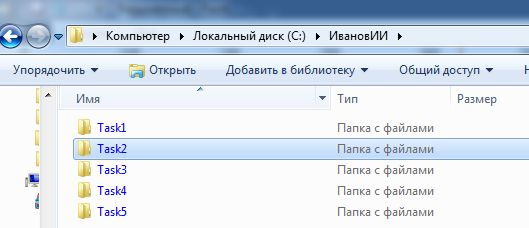 Компьютер Локальный диск (C:) ИвановИИ
Упорядочить Открыть Добавить в библиотеку Общий доступ
Имя Тип Размер
Task1 Папка с файлами
Task2 Папка с файлами
Task3 Папка с файлами
Task4 Папка с файлами
Task5 Папка с файлами